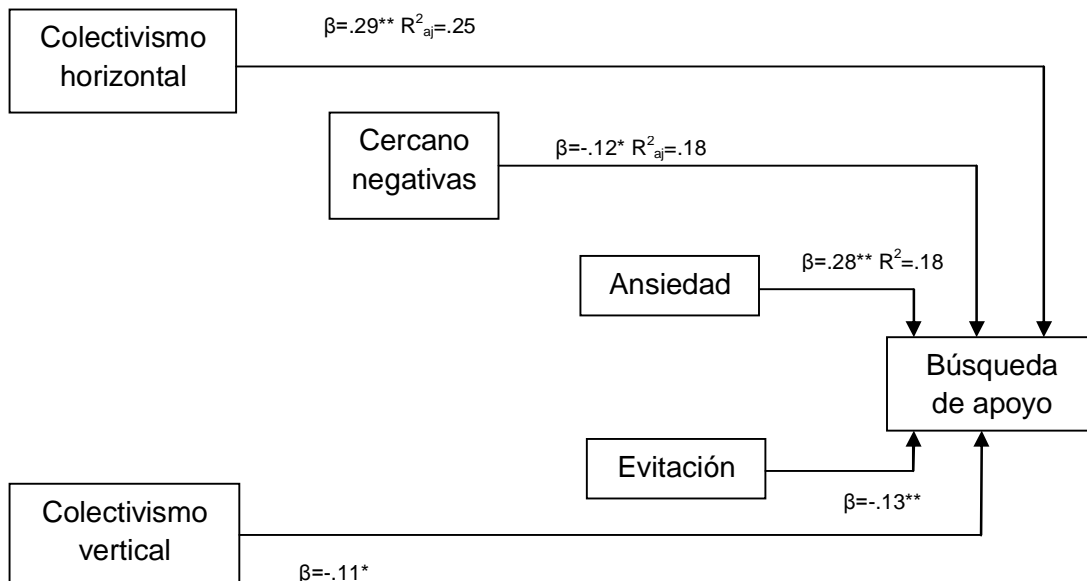 β=.29** R²aj=.25
Colectivismo
horizontal
β=-.12* R²aj=.18
Cercano
negativas
β=.28** R²=.18
Ansiedad
Búsqueda
de apoyo
Evitación
β=-.13**
Colectivismo
vertical
β=-.11*